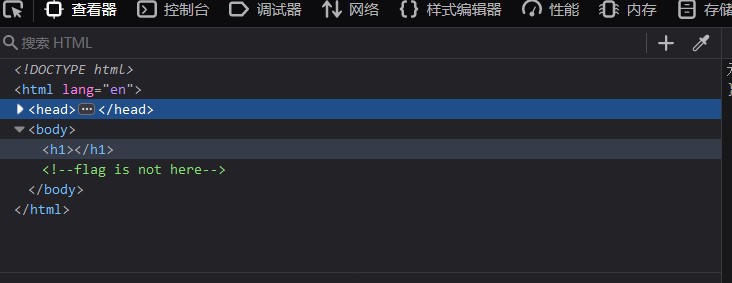 查看器 控制台 调试器 网络 样式编辑器 性能 内存 存储
搜索 HTML
<!DOCTYPE html>
<html lang="en">
<head> ··· </head>
<body>
<h1></h1>
<!--flag is not here-->
</body>
</html>